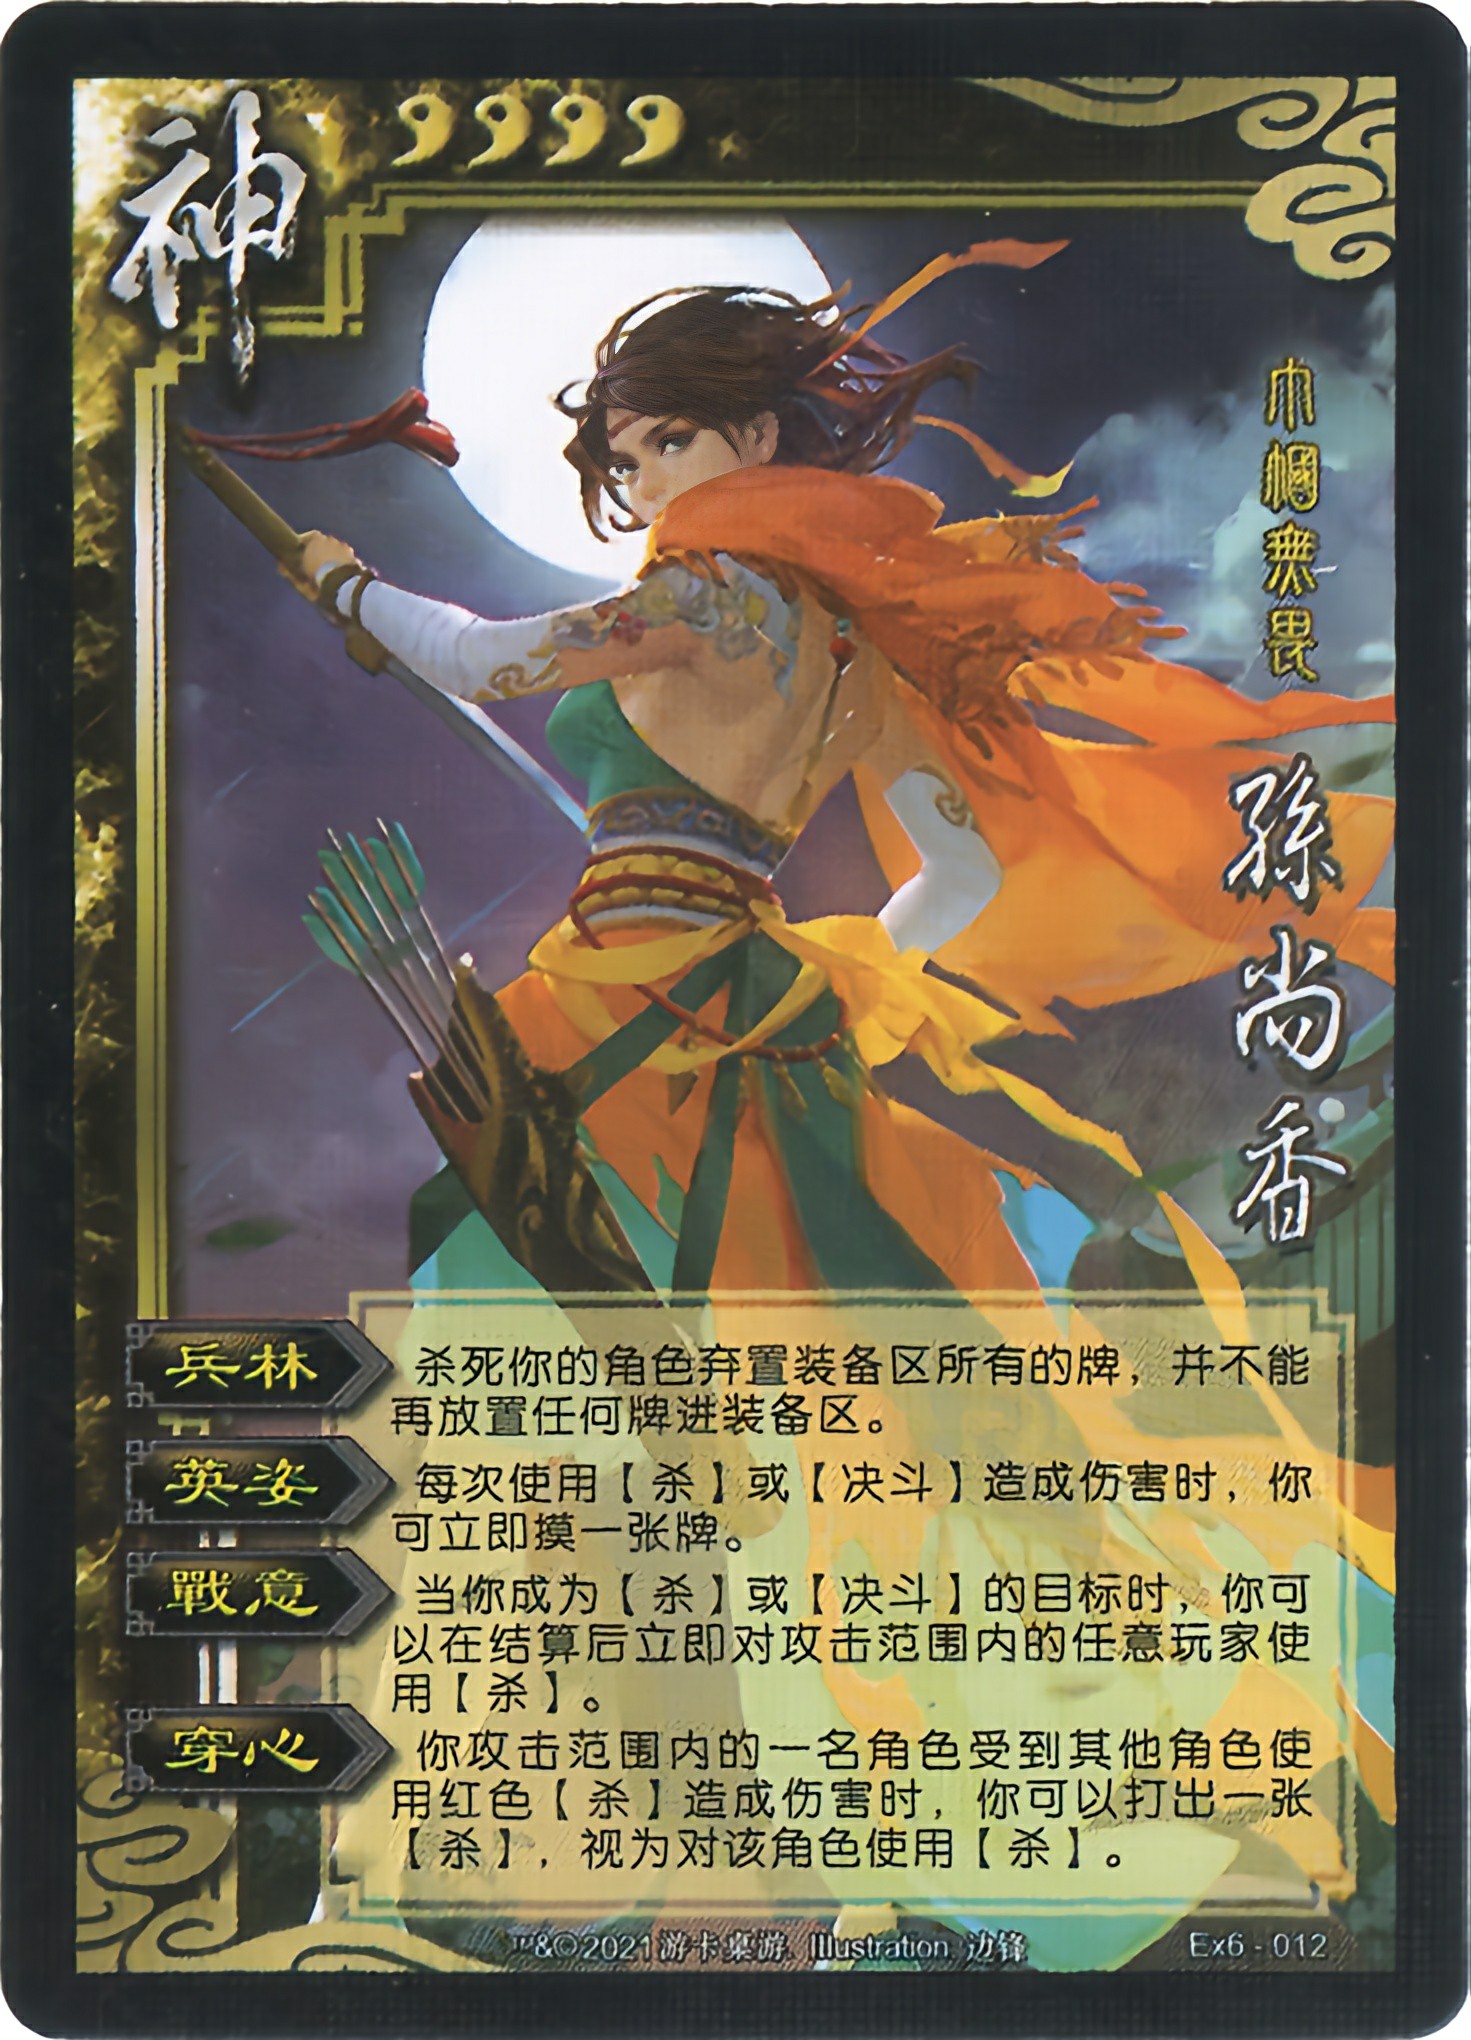 神
巾帼無畏
孫尚香
兵林
杀死你的角色弃置装备区所有的牌，并不能
再放置任何牌进装备区。
英姿
每次使用【杀】或【决斗】造成伤害时，你
可立即摸一张牌。
戰意
当你成为【杀】或【决斗】的目标时，你可
以在结算后立即对攻击范围内的任意玩家使
用【杀】。
穿心
你攻击范围内的一名角色受到其他角色使
用红色【杀】造成伤害时，你可以打出一张
【杀】，视为对该角色使用【杀】。
™&©2021游卡桌游. Illustration. 边锋
Ex6 - 012